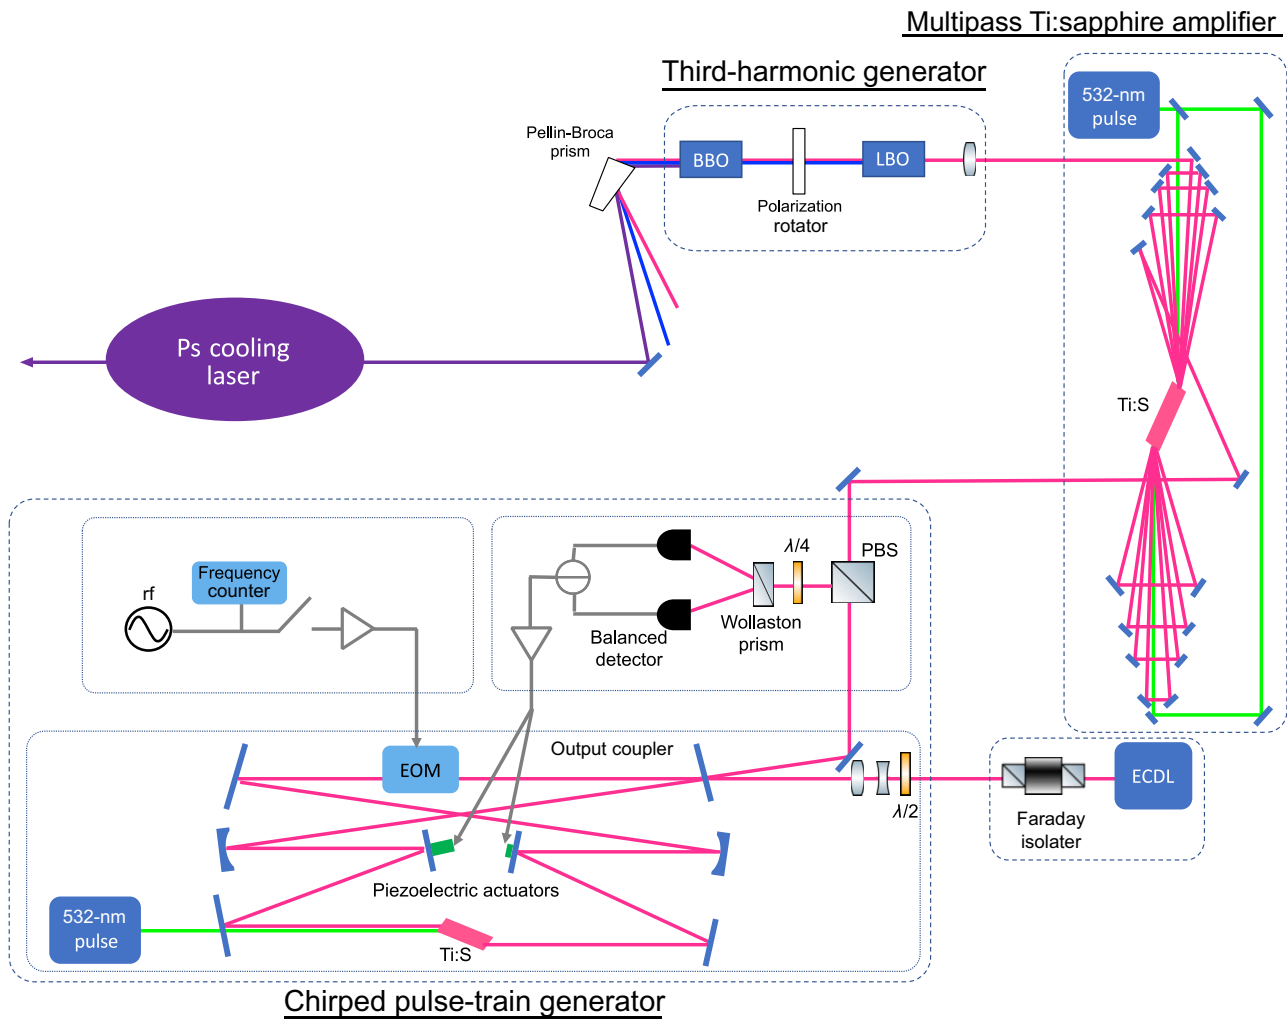 Multipass Ti:sapphire amplifier
Third-harmonic generator
532-nm
pulse
Pellin-Broca
prism
BBO
LBO
Polarization
rotator
Ps cooling
laser
Ti:S
λ/4
PBS
Frequency
counter
rf
Balanced
detector
Wollaston
prism
Output coupler
EOM
λ/2
ECDL
Faraday
isolater
Piezoelectric actuators
532-nm
pulse
Ti:S
Chirped pulse-train generator